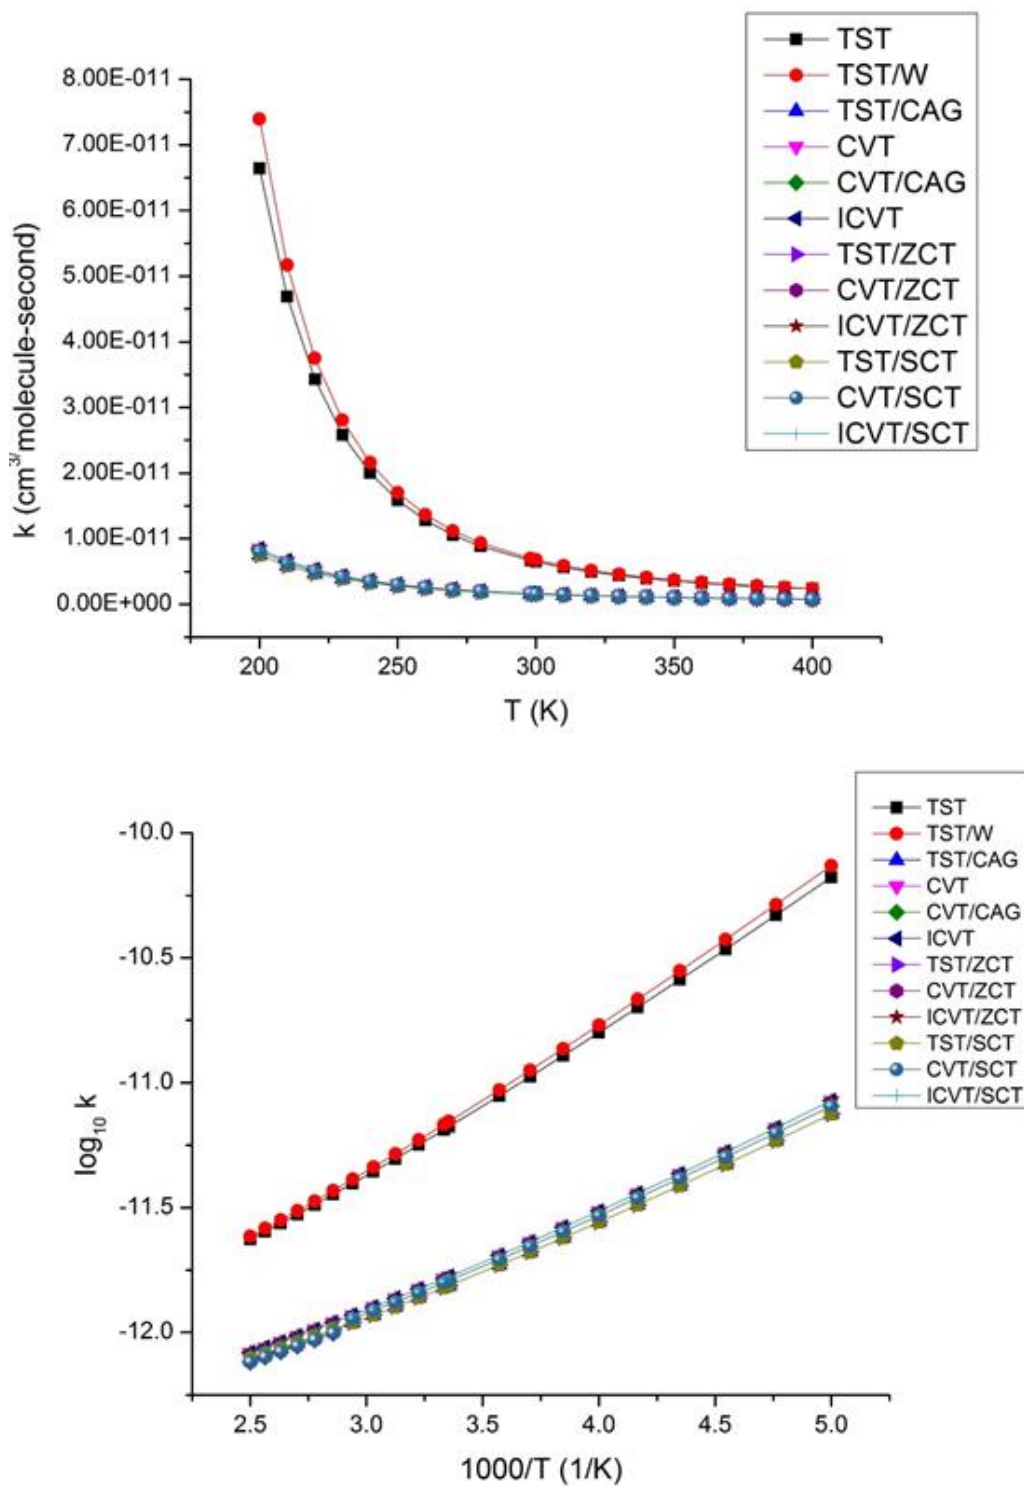 TST
TST/W
TST/CAG
CVT
CVT/CAG
ICVT
TST/ZCT
CVT/ZCT
ICVT/ZCT
TST/SCT
CVT/SCT
ICVT/SCT
8.00E-011
7.00E-011
6.00E-011
5.00E-011
4.00E-011
3.00E-011
2.00E-011
1.00E-011
0.00E+000
k (cm³/molecule-second)
200 250 300 350 400
T (K)
TST
TST/W
TST/CAG
CVT
CVT/CAG
ICVT
TST/ZCT
CVT/ZCT
ICVT/ZCT
TST/SCT
CVT/SCT
ICVT/SCT
-10.0
-10.5
-11.0
-11.5
-12.0
log₁₀ k
2.5 3.0 3.5 4.0 4.5 5.0
1000/T (1/K)